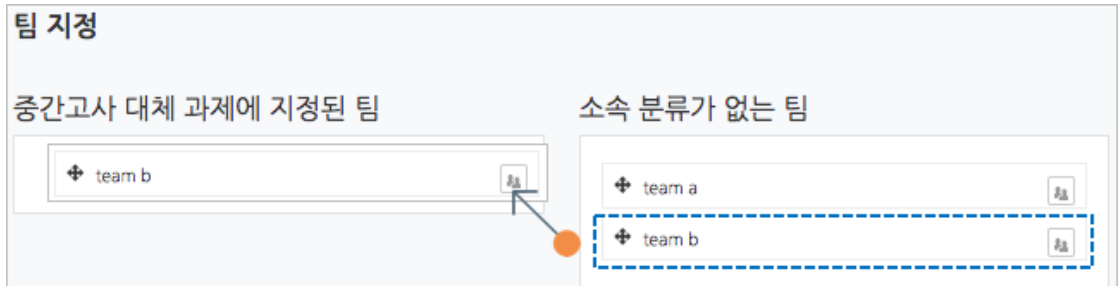 팀 지정
중간고사 대체 과제에 지정된 팀
team b
소속 분류가 없는 팀
team a
team b